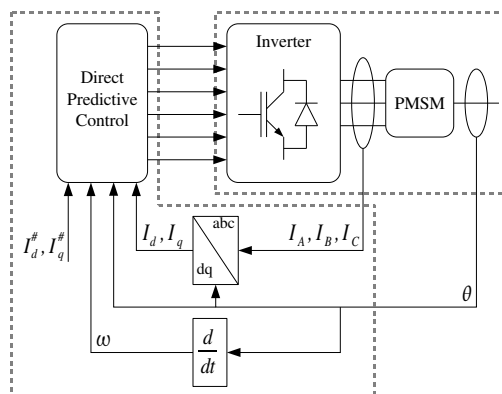 Inverter
Direct
Predictive
Control
PMSM
I_d^#, I_q^#
I_d, I_q
abc
dq
I_A, I_B, I_C
θ
ω
d
dt